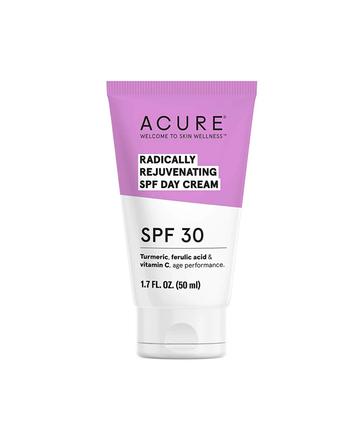 ACURE®
WELCOME TO SKIN WELLNESS™
RADICALLY
REJUVENATING
SPF DAY CREAM
SPF 30
Turmeric, ferulic acid &
vitamin C, age performance.
1.7 FL. OZ. (50 ml)